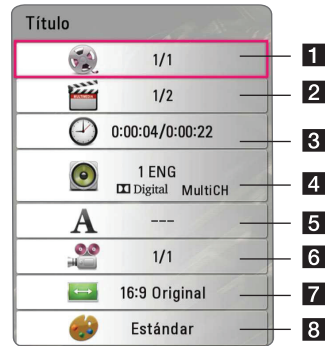 Título
1/1 1
1/2 2
0:00:04/0:00:22 3
1 ENG
Digital MultiCH 4
--- 5
1/1 6
16:9 Original 7
Estándar 8